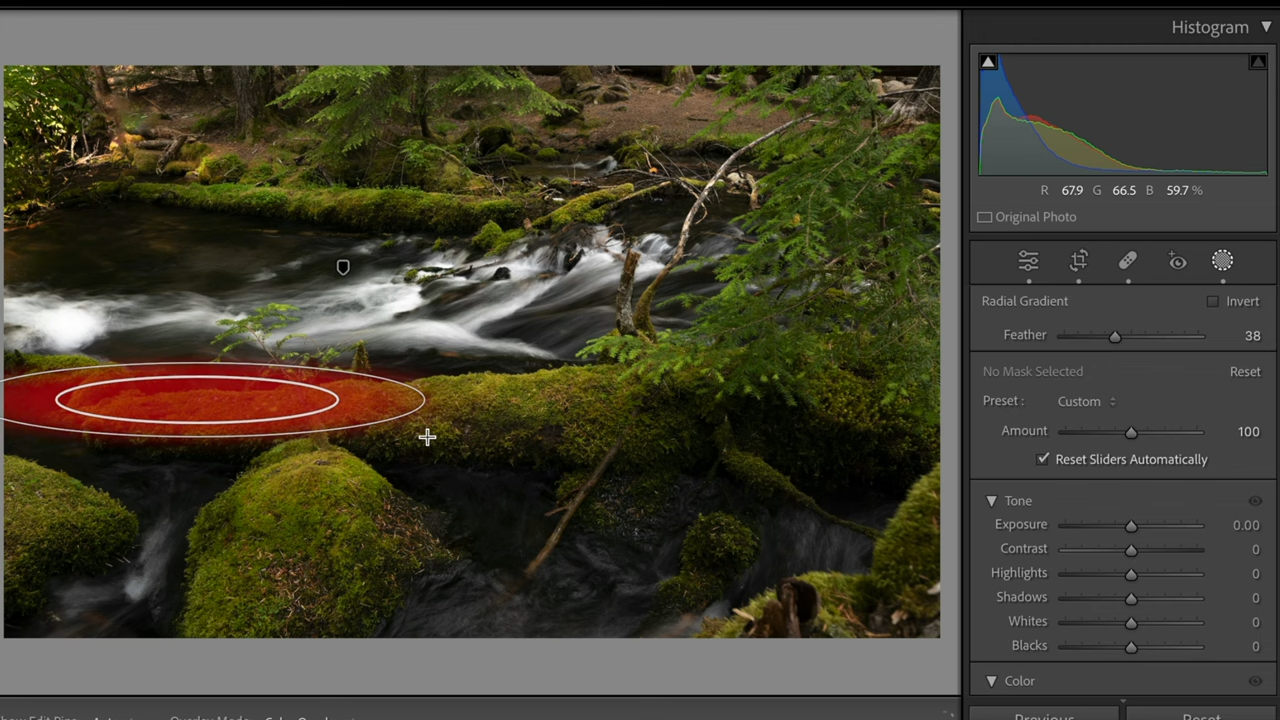 Histogram
R 67.9 G 66.5 B 59.7 %
Original Photo
Radial Gradient Invert
Feather 38
No Mask Selected Reset
Preset : Custom
Amount 100
Reset Sliders Automatically
Tone
Exposure 0.00
Contrast 0
Highlights 0
Shadows 0
Whites 0
Blacks 0
Color
Previous Reset